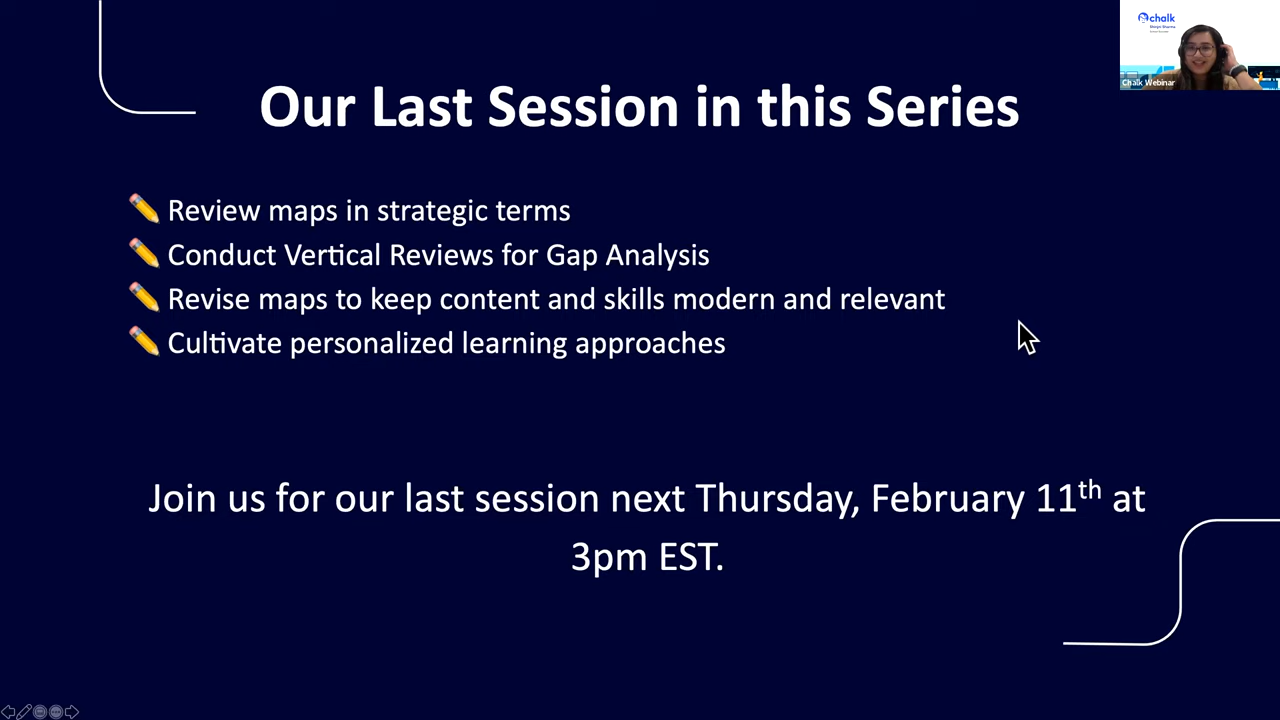 chalk
Chalk Webinar
Our Last Session in this Series
Review maps in strategic terms
Conduct Vertical Reviews for Gap Analysis
Revise maps to keep content and skills modern and relevant
Cultivate personalized learning approaches
Join us for our last session next Thursday, February 11th at
3pm EST.